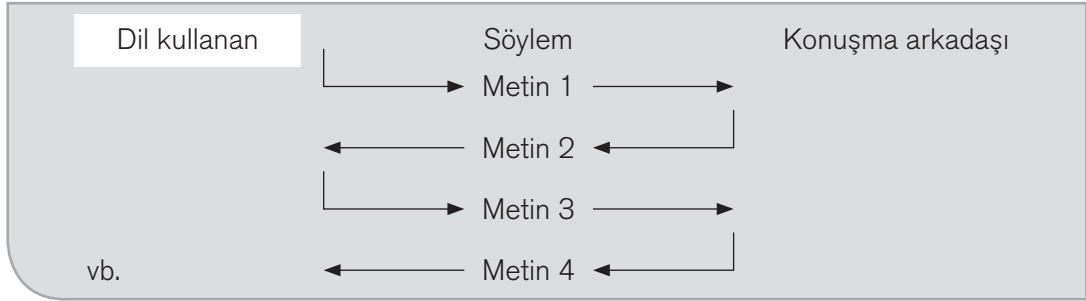 Dil kullanan Söylem Konuşma arkadaşı
Metin 1
Metin 2
Metin 3
vb. Metin 4